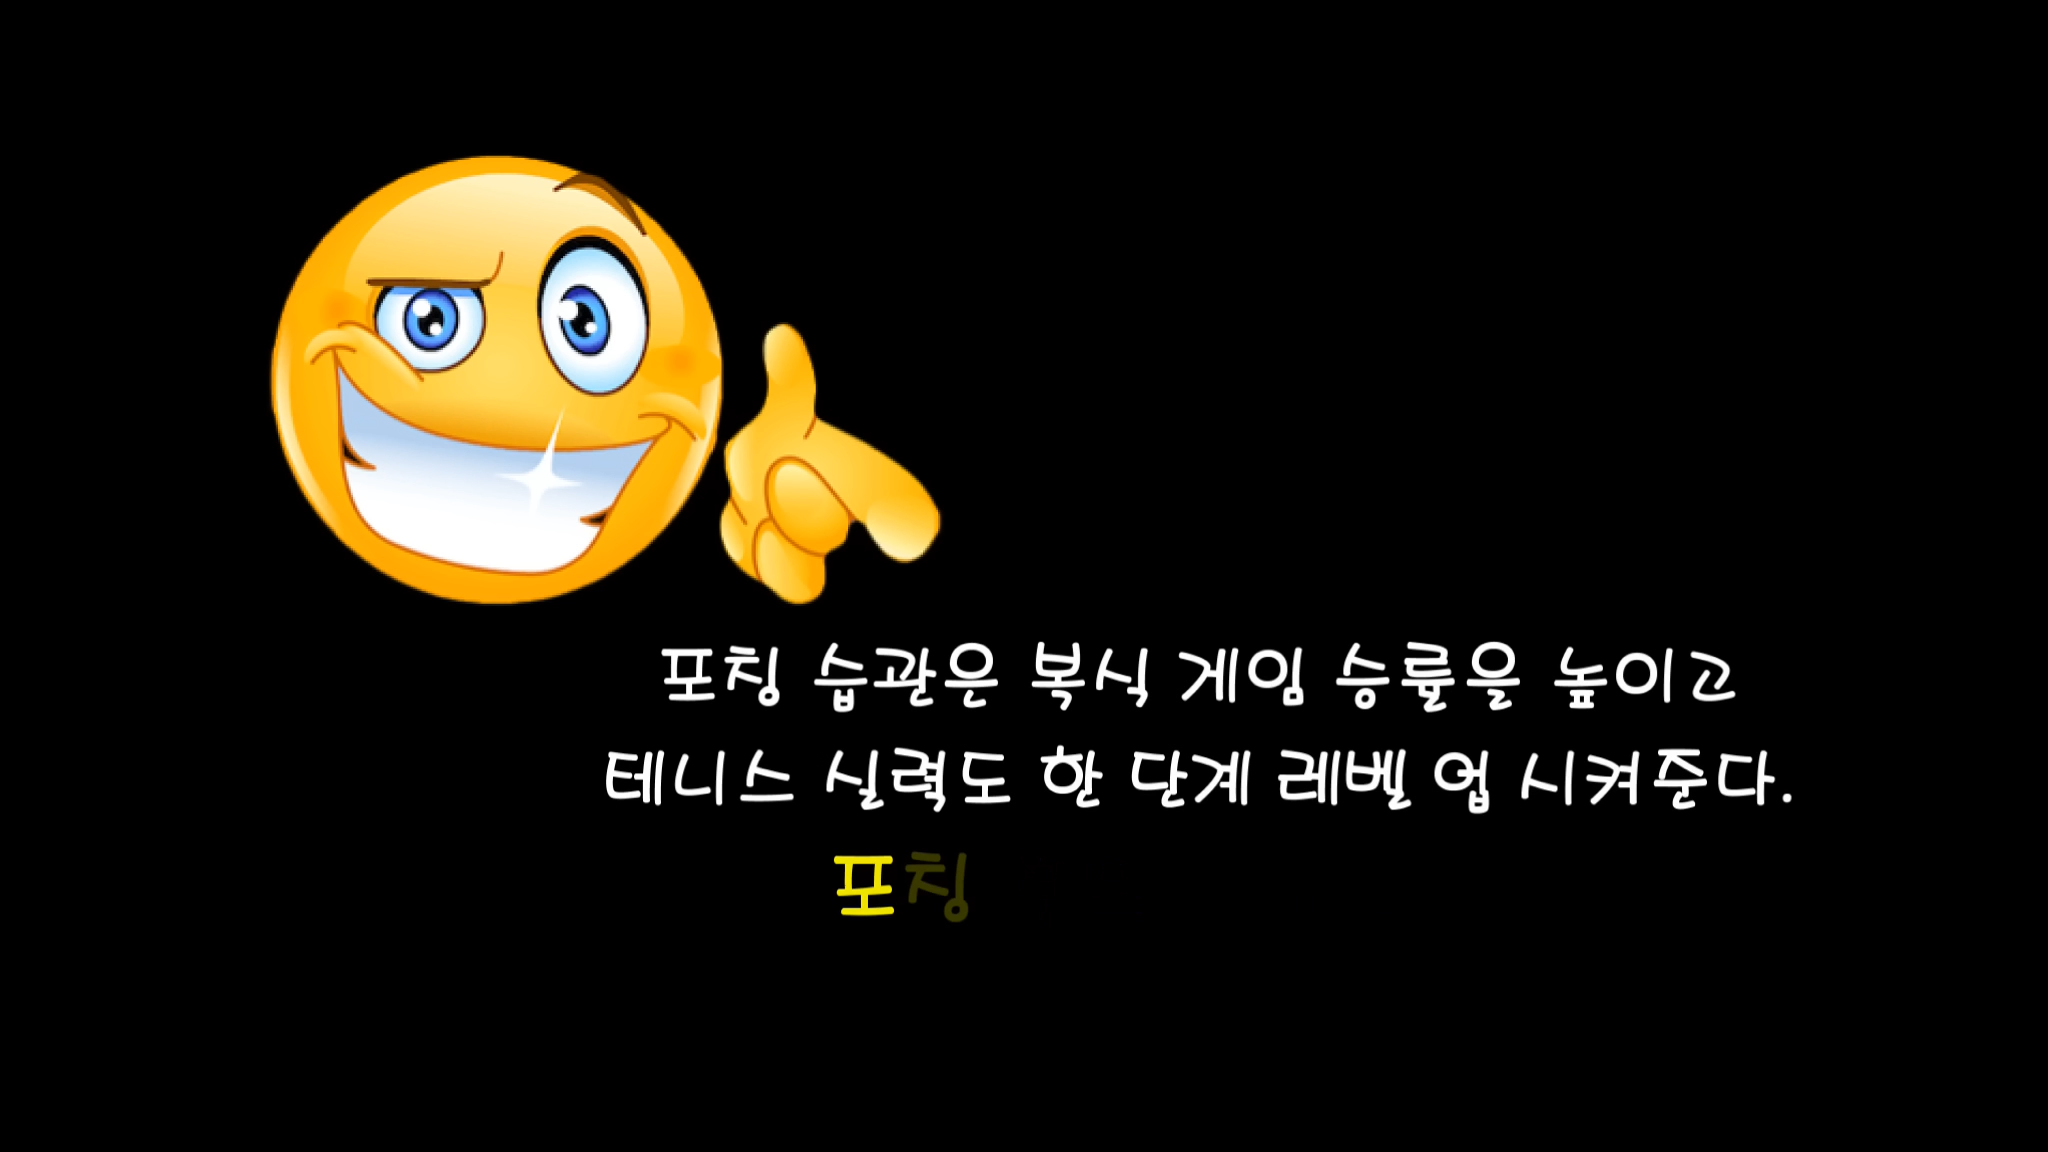 포칭 습관은 복식 게임 승률을 높이고
테니스 실력도 한 단계 레벨 업 시켜준다.
포칭